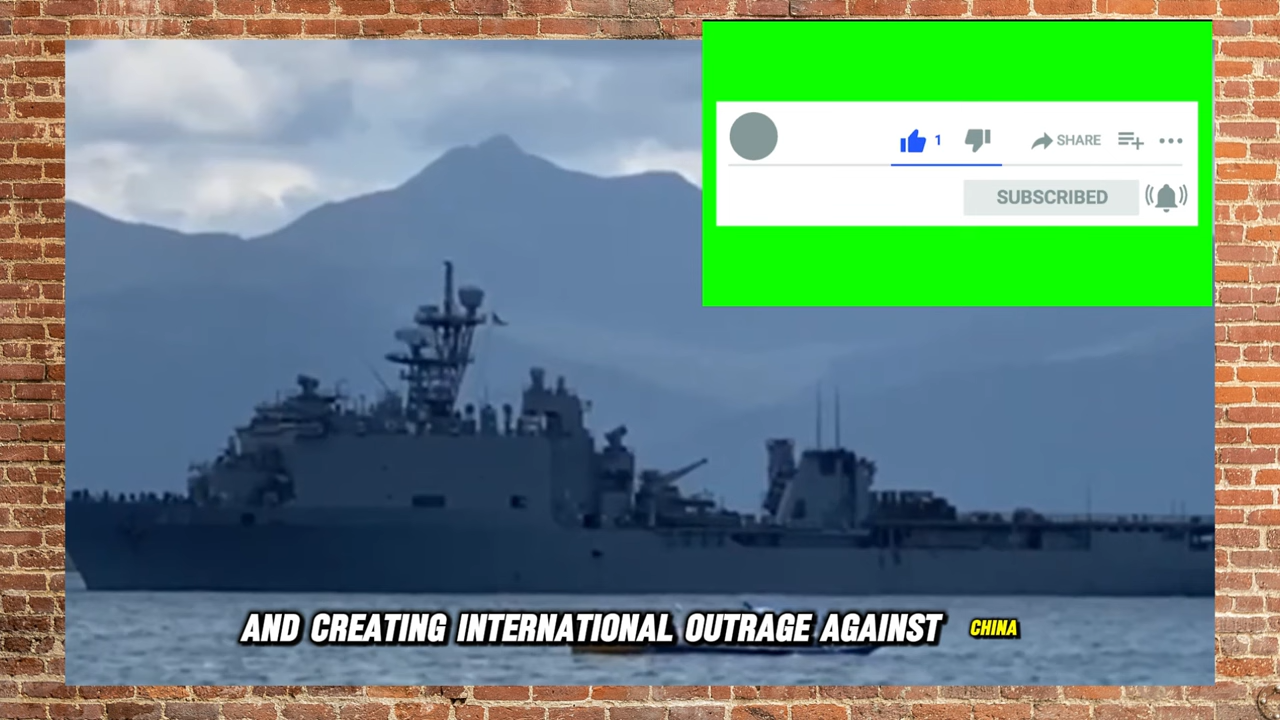 1 SHARE
SUBSCRIBED
AND CREATING INTERNATIONAL OUTRAGE AGAINST CHINA